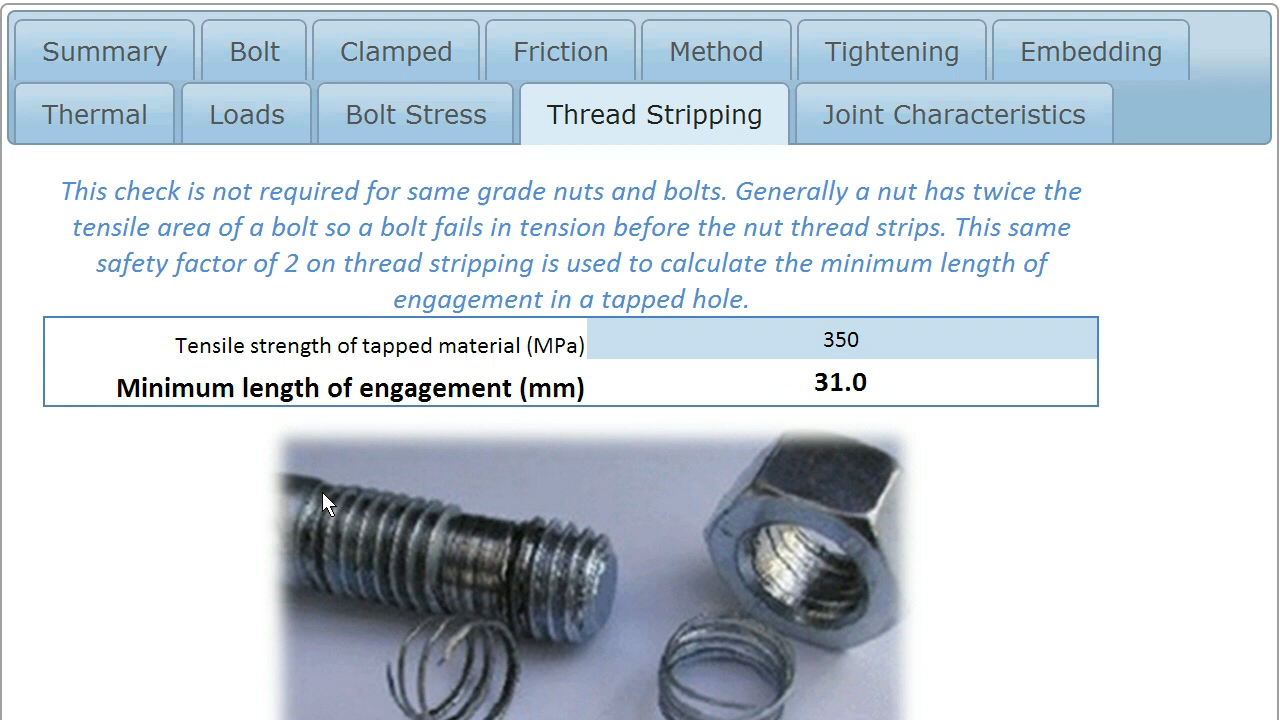 Summary Bolt Clamped Friction Method Tightening Embedding
Thermal Loads Bolt Stress Thread Stripping Joint Characteristics
This check is not required for same grade nuts and bolts. Generally a nut has twice the
tensile area of a bolt so a bolt fails in tension before the nut thread strips. This same
safety factor of 2 on thread stripping is used to calculate the minimum length of
engagement in a tapped hole.
Tensile strength of tapped material (MPa) 350
Minimum length of engagement (mm) 31.0